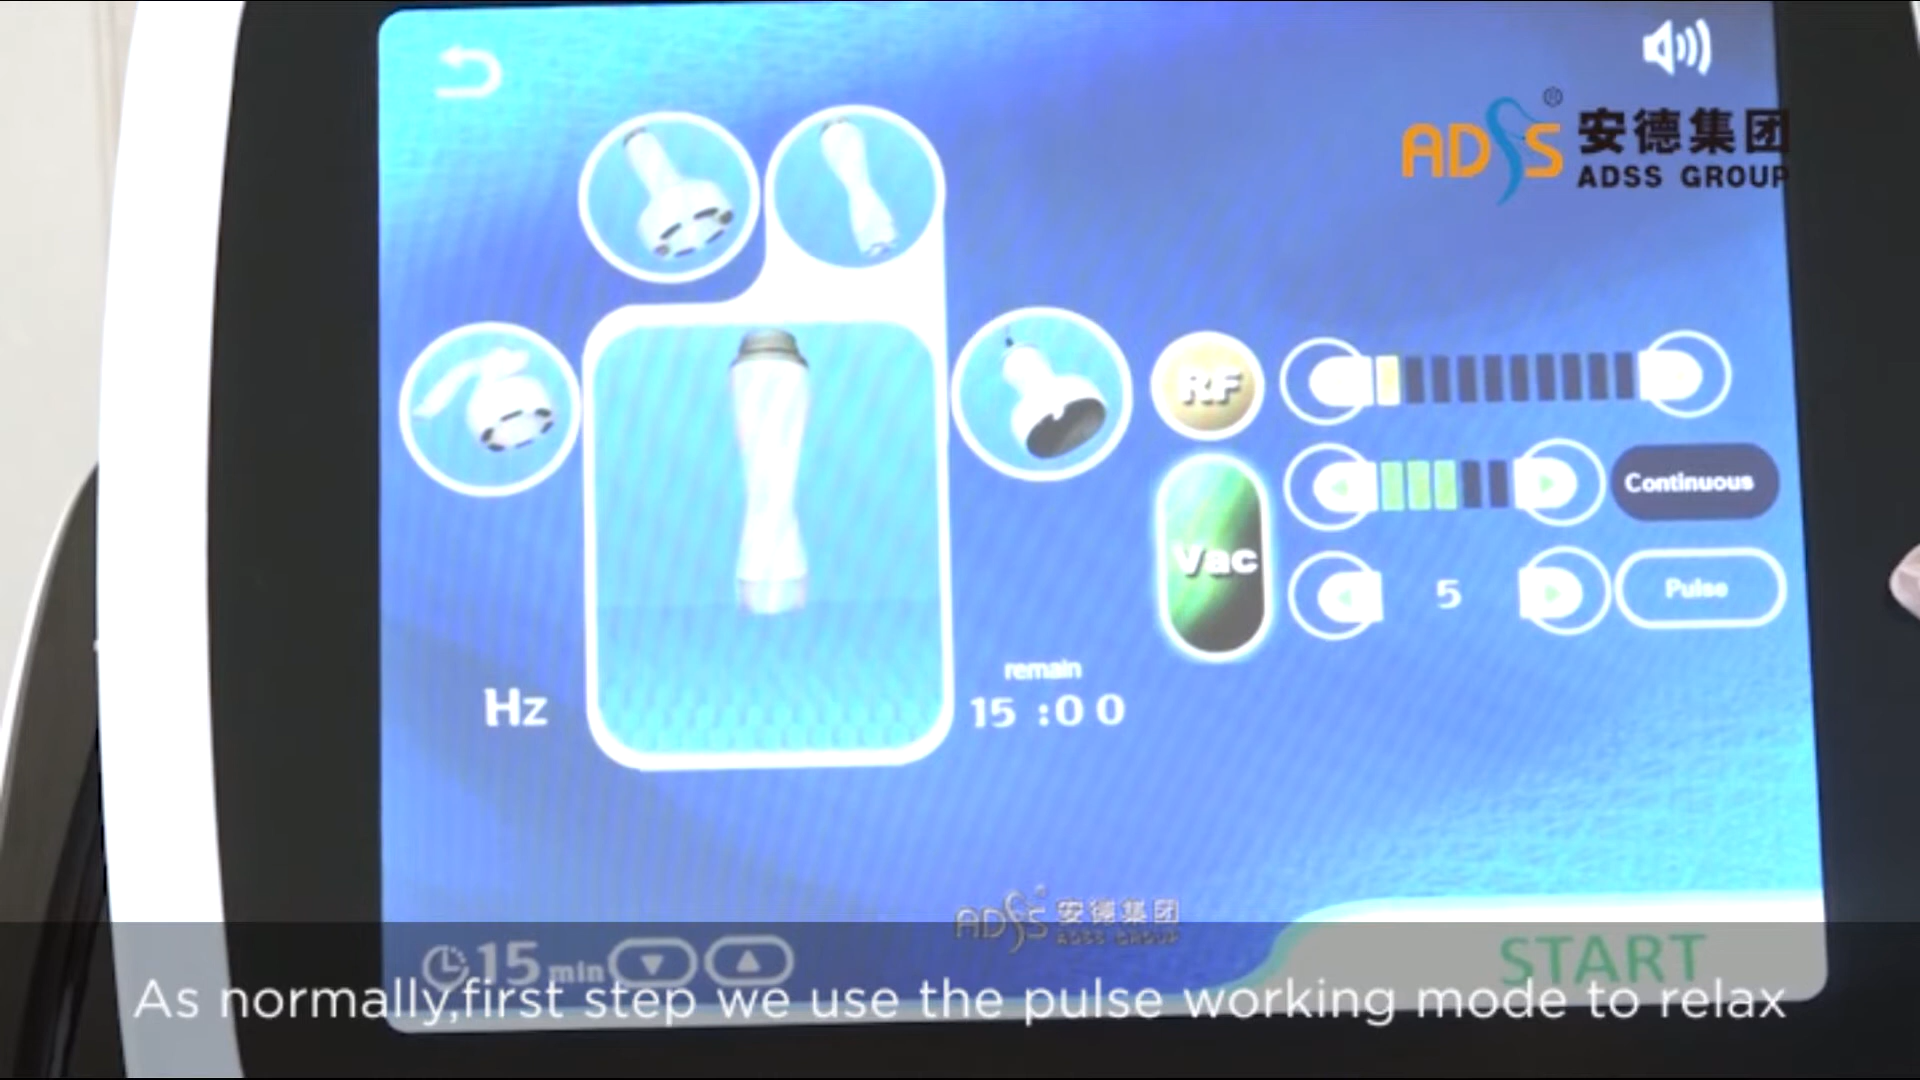 ADSS®
安德集团
ADSS GROUP
RF
Continuous
Vac
5
Pulse
remain
Hz
15 :00
ADSS®
安德集团
ADSS GROUP
15 min
START
As normally,first step we use the pulse working mode to relax